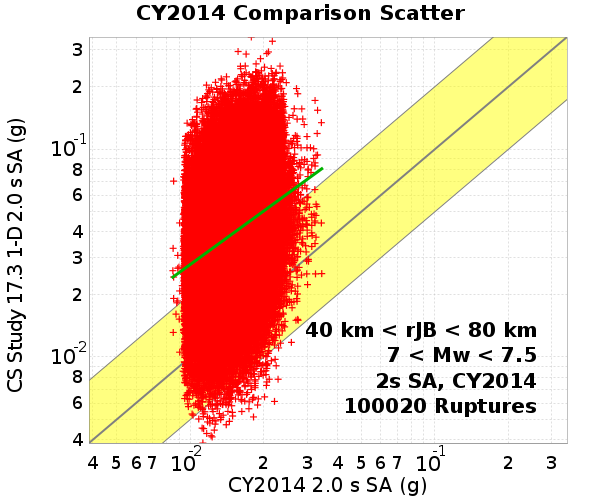 CY2014 Comparison Scatter
CS Study 17.3 1-D 2.0 s SA (g)
3
2
10^-1
8
6
4
3
2
10^-2
8
6
4
40 km < rJB < 80 km
7 < Mw < 7.5
2s SA, CY2014
100020 Ruptures
4 5 6 7 10^-2 2 3 4 5 6 7 10^-1 2 3
CY2014 2.0 s SA (g)